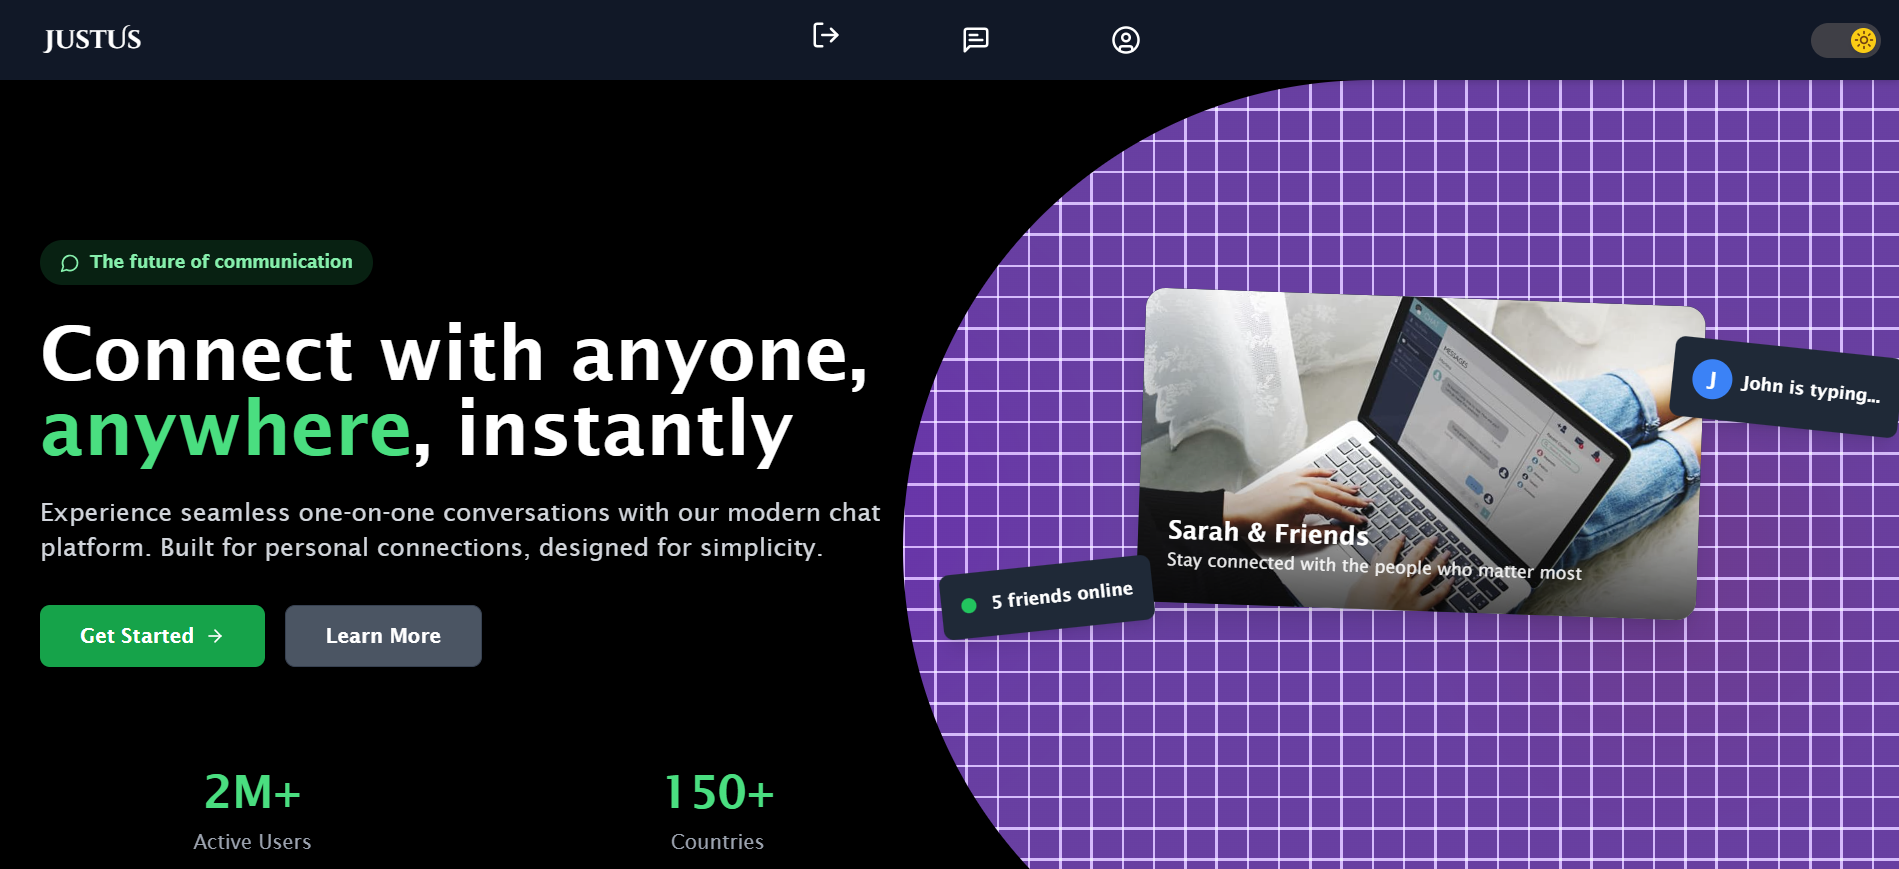 JUSTUS
The future of communication
Connect with anyone,
anywhere, instantly
Experience seamless one-on-one conversations with our modern chat
platform. Built for personal connections, designed for simplicity.
Get Started →
Learn More
2M+
Active Users
150+
Countries
MESSAGES
J
John is typing...
Sarah & Friends
Stay connected with the people who matter most
5 friends online